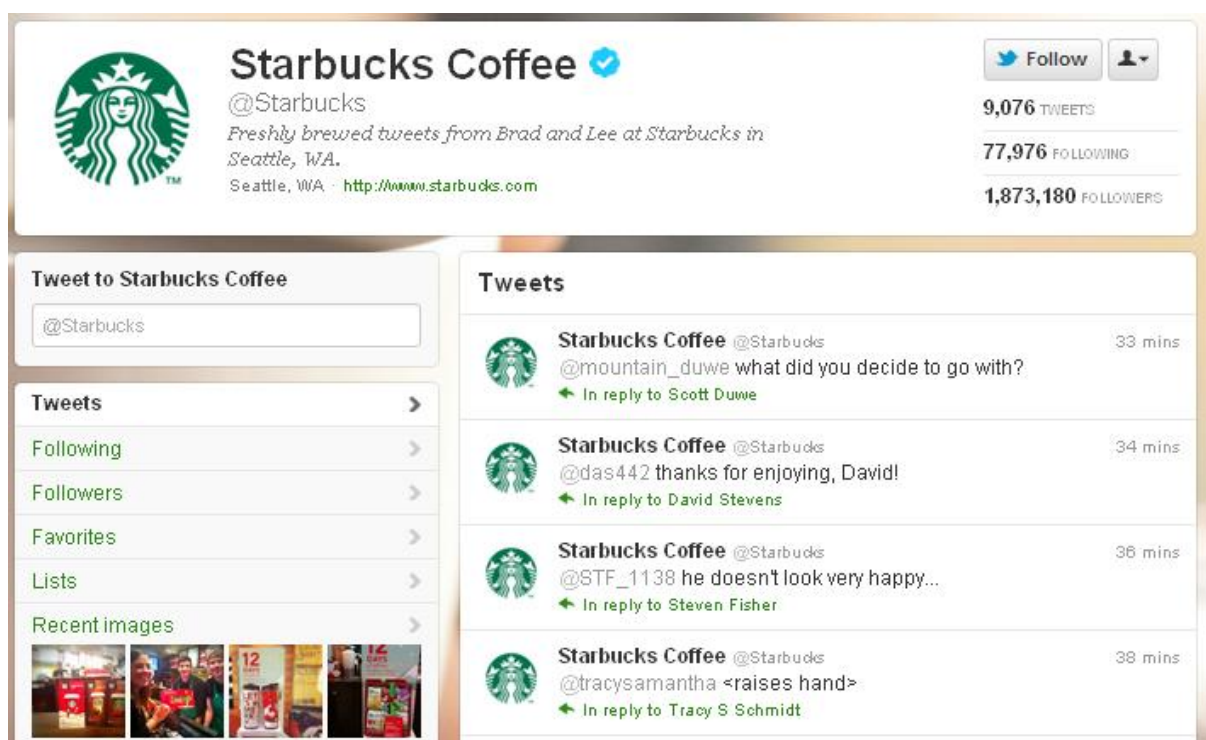 Starbucks Coffee
@Starbucks
Freshly brewed tweets from Brad and Lee at Starbucks in
Seattle, WA.
Seattle, WA · http://www.starbucks.com
TM
Follow
9,076 TWEETS
77,976 FOLLOWING
1,873,180 FOLLOWERS
Tweet to Starbucks Coffee
@Starbucks
Tweets
Following
Followers
Favorites
Lists
Recent images
12
12
Tweets
Starbucks Coffee @Starbucks 33 mins
@mountain_duwe what did you decide to go with?
In reply to Scott Duwe
Starbucks Coffee @Starbucks 34 mins
@das442 thanks for enjoying, David!
In reply to David Stevens
Starbucks Coffee @Starbucks 36 mins
@STF_1138 he doesn't look very happy...
In reply to Steven Fisher
Starbucks Coffee @Starbucks 38 mins
@tracysamantha <raises hand>
In reply to Tracy S Schmidt